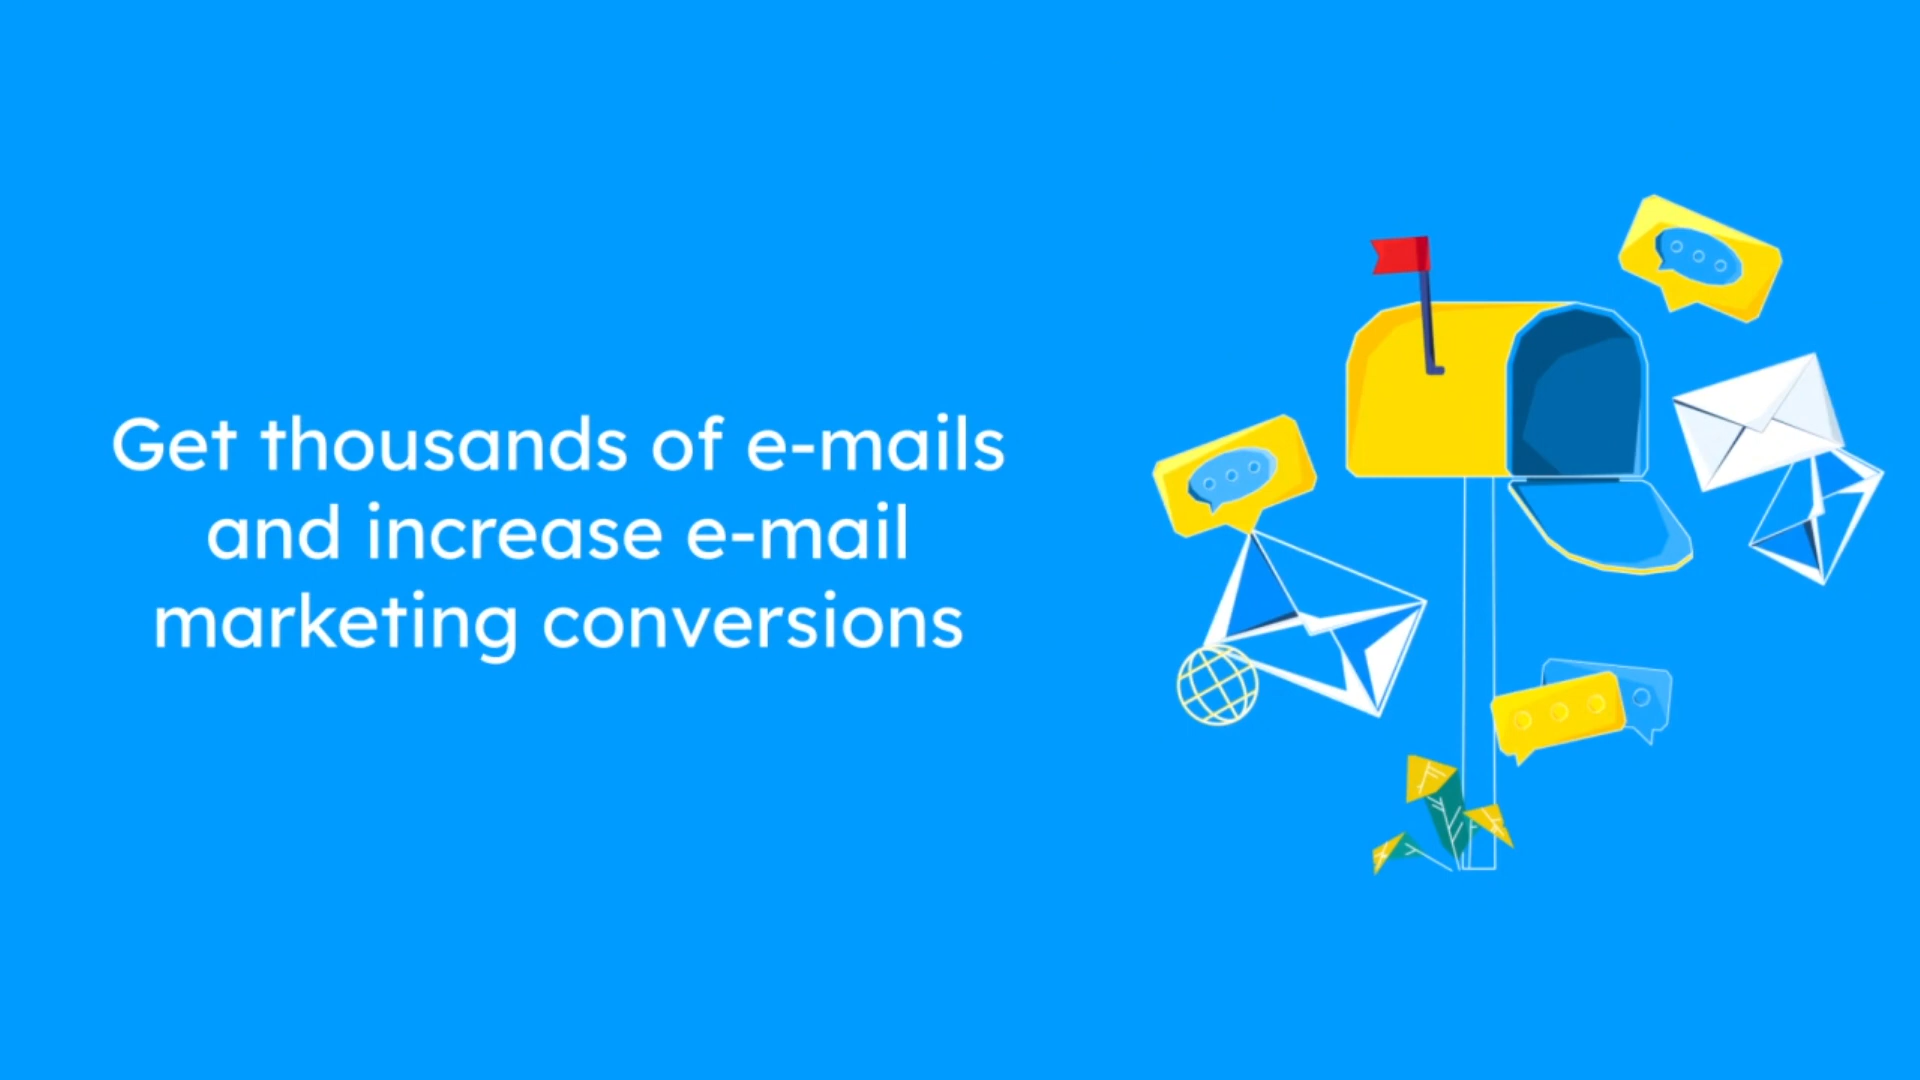 Get thousands of e-mails
and increase e-mail
marketing conversions